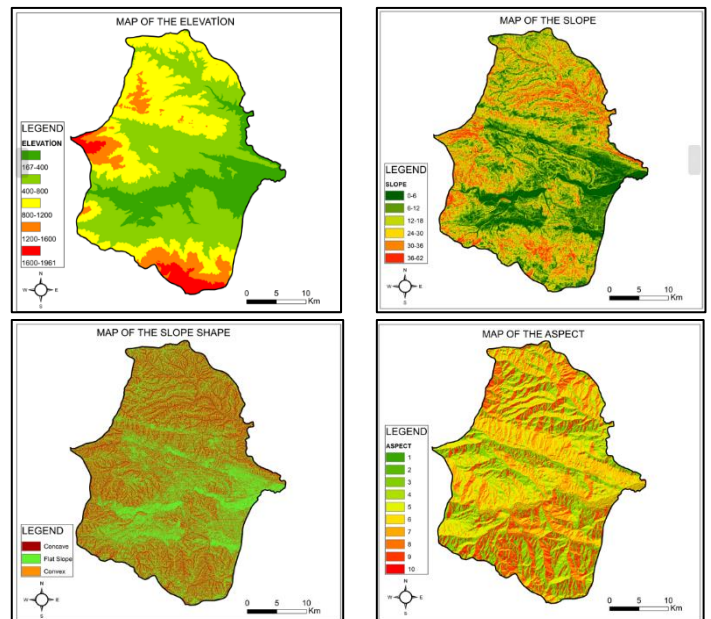 MAP OF THE ELEVATİON
LEGEND
ELEVATİON
167-400
400-800
800-1200
1200-1600
1600-1961
N
W E
S
0 5 10
Km
MAP OF THE SLOPE
LEGEND
SLOPE
0-6
6-12
12-18
24-30
30-36
36-62
N
W E
S
0 5 10
Km
MAP OF THE SLOPE SHAPE
LEGEND
Concave
Flat Slope
Convex
N
W E
S
0 5 10
Km
MAP OF THE ASPECT
LEGEND
ASPECT
1
2
3
4
5
6
7
8
9
10
N
W E
S
0 5 10
Km